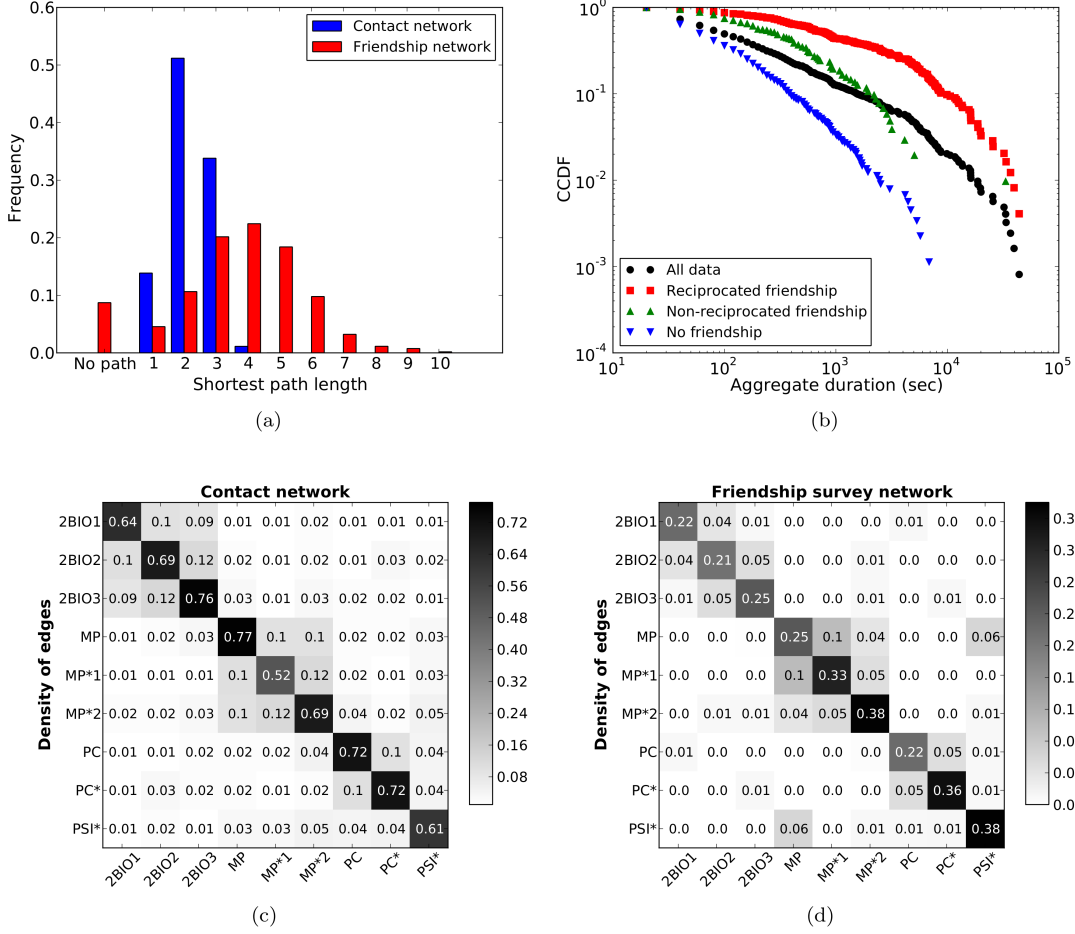 0.6
0.5
0.4
0.3
0.2
0.1
0.0
Frequency
Contact network
Friendship network
No path 1 2 3 4 5 6 7 8 9 10
Shortest path length
(a)
10^0
10^-1
10^-2
10^-3
10^-4
CCDF
All data
Reciprocated friendship
Non-reciprocated friendship
No friendship
10^1 10^2 10^3 10^4 10^5
Aggregate duration (sec)
(b)
Contact network
Density of edges
2BIO1 0.64 0.1 0.09 0.01 0.01 0.02 0.01 0.01 0.01
2BIO2 0.1 0.69 0.12 0.02 0.01 0.02 0.01 0.03 0.02
2BIO3 0.09 0.12 0.76 0.03 0.01 0.03 0.02 0.02 0.01
MP 0.01 0.02 0.03 0.77 0.1 0.1 0.02 0.02 0.03
MP*1 0.01 0.01 0.01 0.1 0.52 0.12 0.02 0.01 0.03
MP*2 0.02 0.02 0.03 0.1 0.12 0.69 0.04 0.02 0.05
PC 0.01 0.01 0.02 0.02 0.02 0.04 0.72 0.1 0.04
PC* 0.01 0.03 0.02 0.02 0.01 0.02 0.1 0.72 0.04
PSI* 0.01 0.02 0.01 0.03 0.03 0.05 0.04 0.04 0.61
2BIO1 2BIO2 2BIO3 MP MP*1 MP*2 PC PC* PSI*
0.72
0.64
0.56
0.48
0.40
0.32
0.24
0.16
0.08
(c)
Friendship survey network
Density of edges
2BIO1 0.22 0.04 0.01 0.0 0.0 0.0 0.01 0.0 0.0
2BIO2 0.04 0.21 0.05 0.0 0.0 0.01 0.0 0.0 0.0
2BIO3 0.01 0.05 0.25 0.0 0.0 0.01 0.0 0.01 0.0
MP 0.0 0.0 0.0 0.25 0.1 0.04 0.0 0.0 0.06
MP*1 0.0 0.0 0.0 0.1 0.33 0.05 0.0 0.0 0.0
MP*2 0.0 0.01 0.01 0.04 0.05 0.38 0.0 0.0 0.01
PC 0.01 0.0 0.0 0.0 0.0 0.0 0.22 0.05 0.01
PC* 0.0 0.0 0.01 0.0 0.0 0.0 0.05 0.36 0.01
PSI* 0.0 0.0 0.0 0.06 0.0 0.01 0.01 0.01 0.38
2BIO1 2BIO2 2BIO3 MP MP*1 MP*2 PC PC* PSI*
0.3
0.3
0.2
0.2
0.2
0.1
0.1
0.0
0.0
0.0
(d)